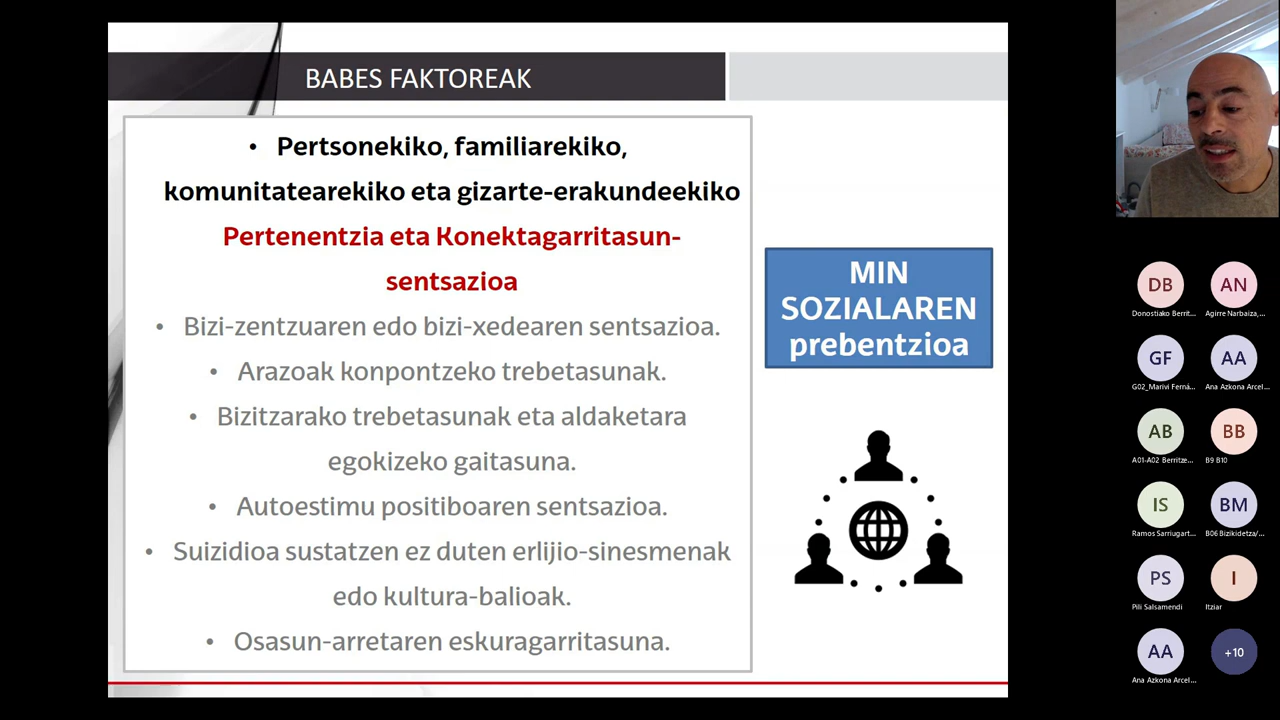 BABES FAKTOREAK
• Pertsonekiko, familiarekiko,
komunitatearekiko eta gizarte-erakundeekiko
Pertenentzia eta Konektagarritasun-
sentsazioa
• Bizi-zentzuaren edo bizi-xedearen sentsazioa.
• Arazoak konpontzeko trebetasunak.
• Bizitzarako trebetasunak eta aldaketara
egokizeko gaitasuna.
• Autoestimu positiboaren sentsazioa.
• Suizidioa sustatzen ez duten erlijio-sinesmenak
edo kultura-balioak.
• Osasun-arretaren eskuragarritasuna.
MIN
SOZIALAREN
prebentzioa
DB
Donostiako Berrit...
AN
Agirre Narbaiza,...
GF
G02_Marivi Ferná...
AA
Ana Azkona Arcel...
AB
A01-A02 Berritze...
BB
B9 B10
IS
Ramos Sarriugart...
BM
B06 Bizikidetza/...
PS
Pili Salsamendi
I
Itziar
AA
Ana Azkona Arcel...
+10